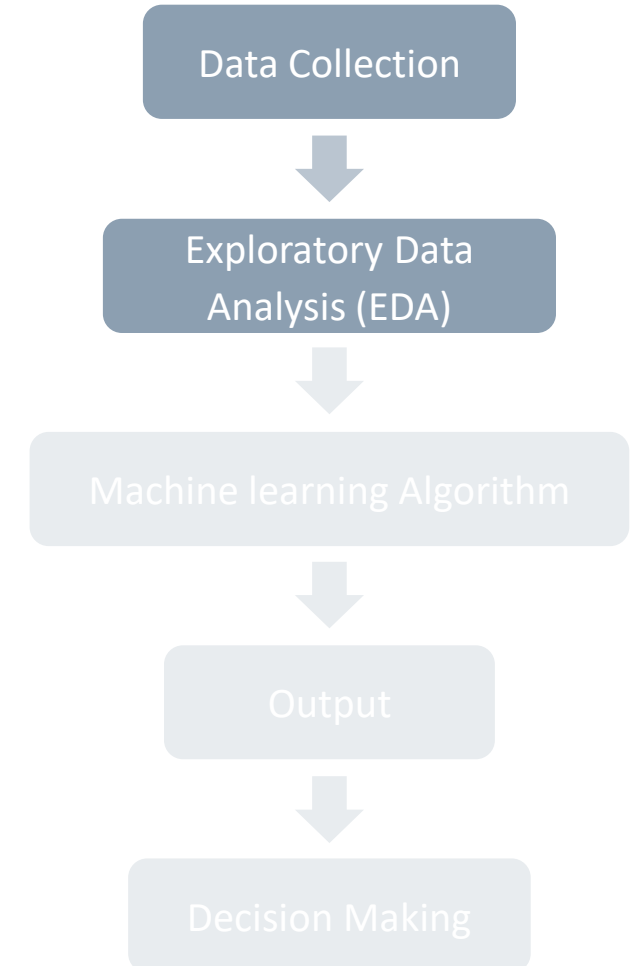 Data Collection
Exploratory Data
Analysis (EDA)
Machine learning Algorithm
Output
Decision Making